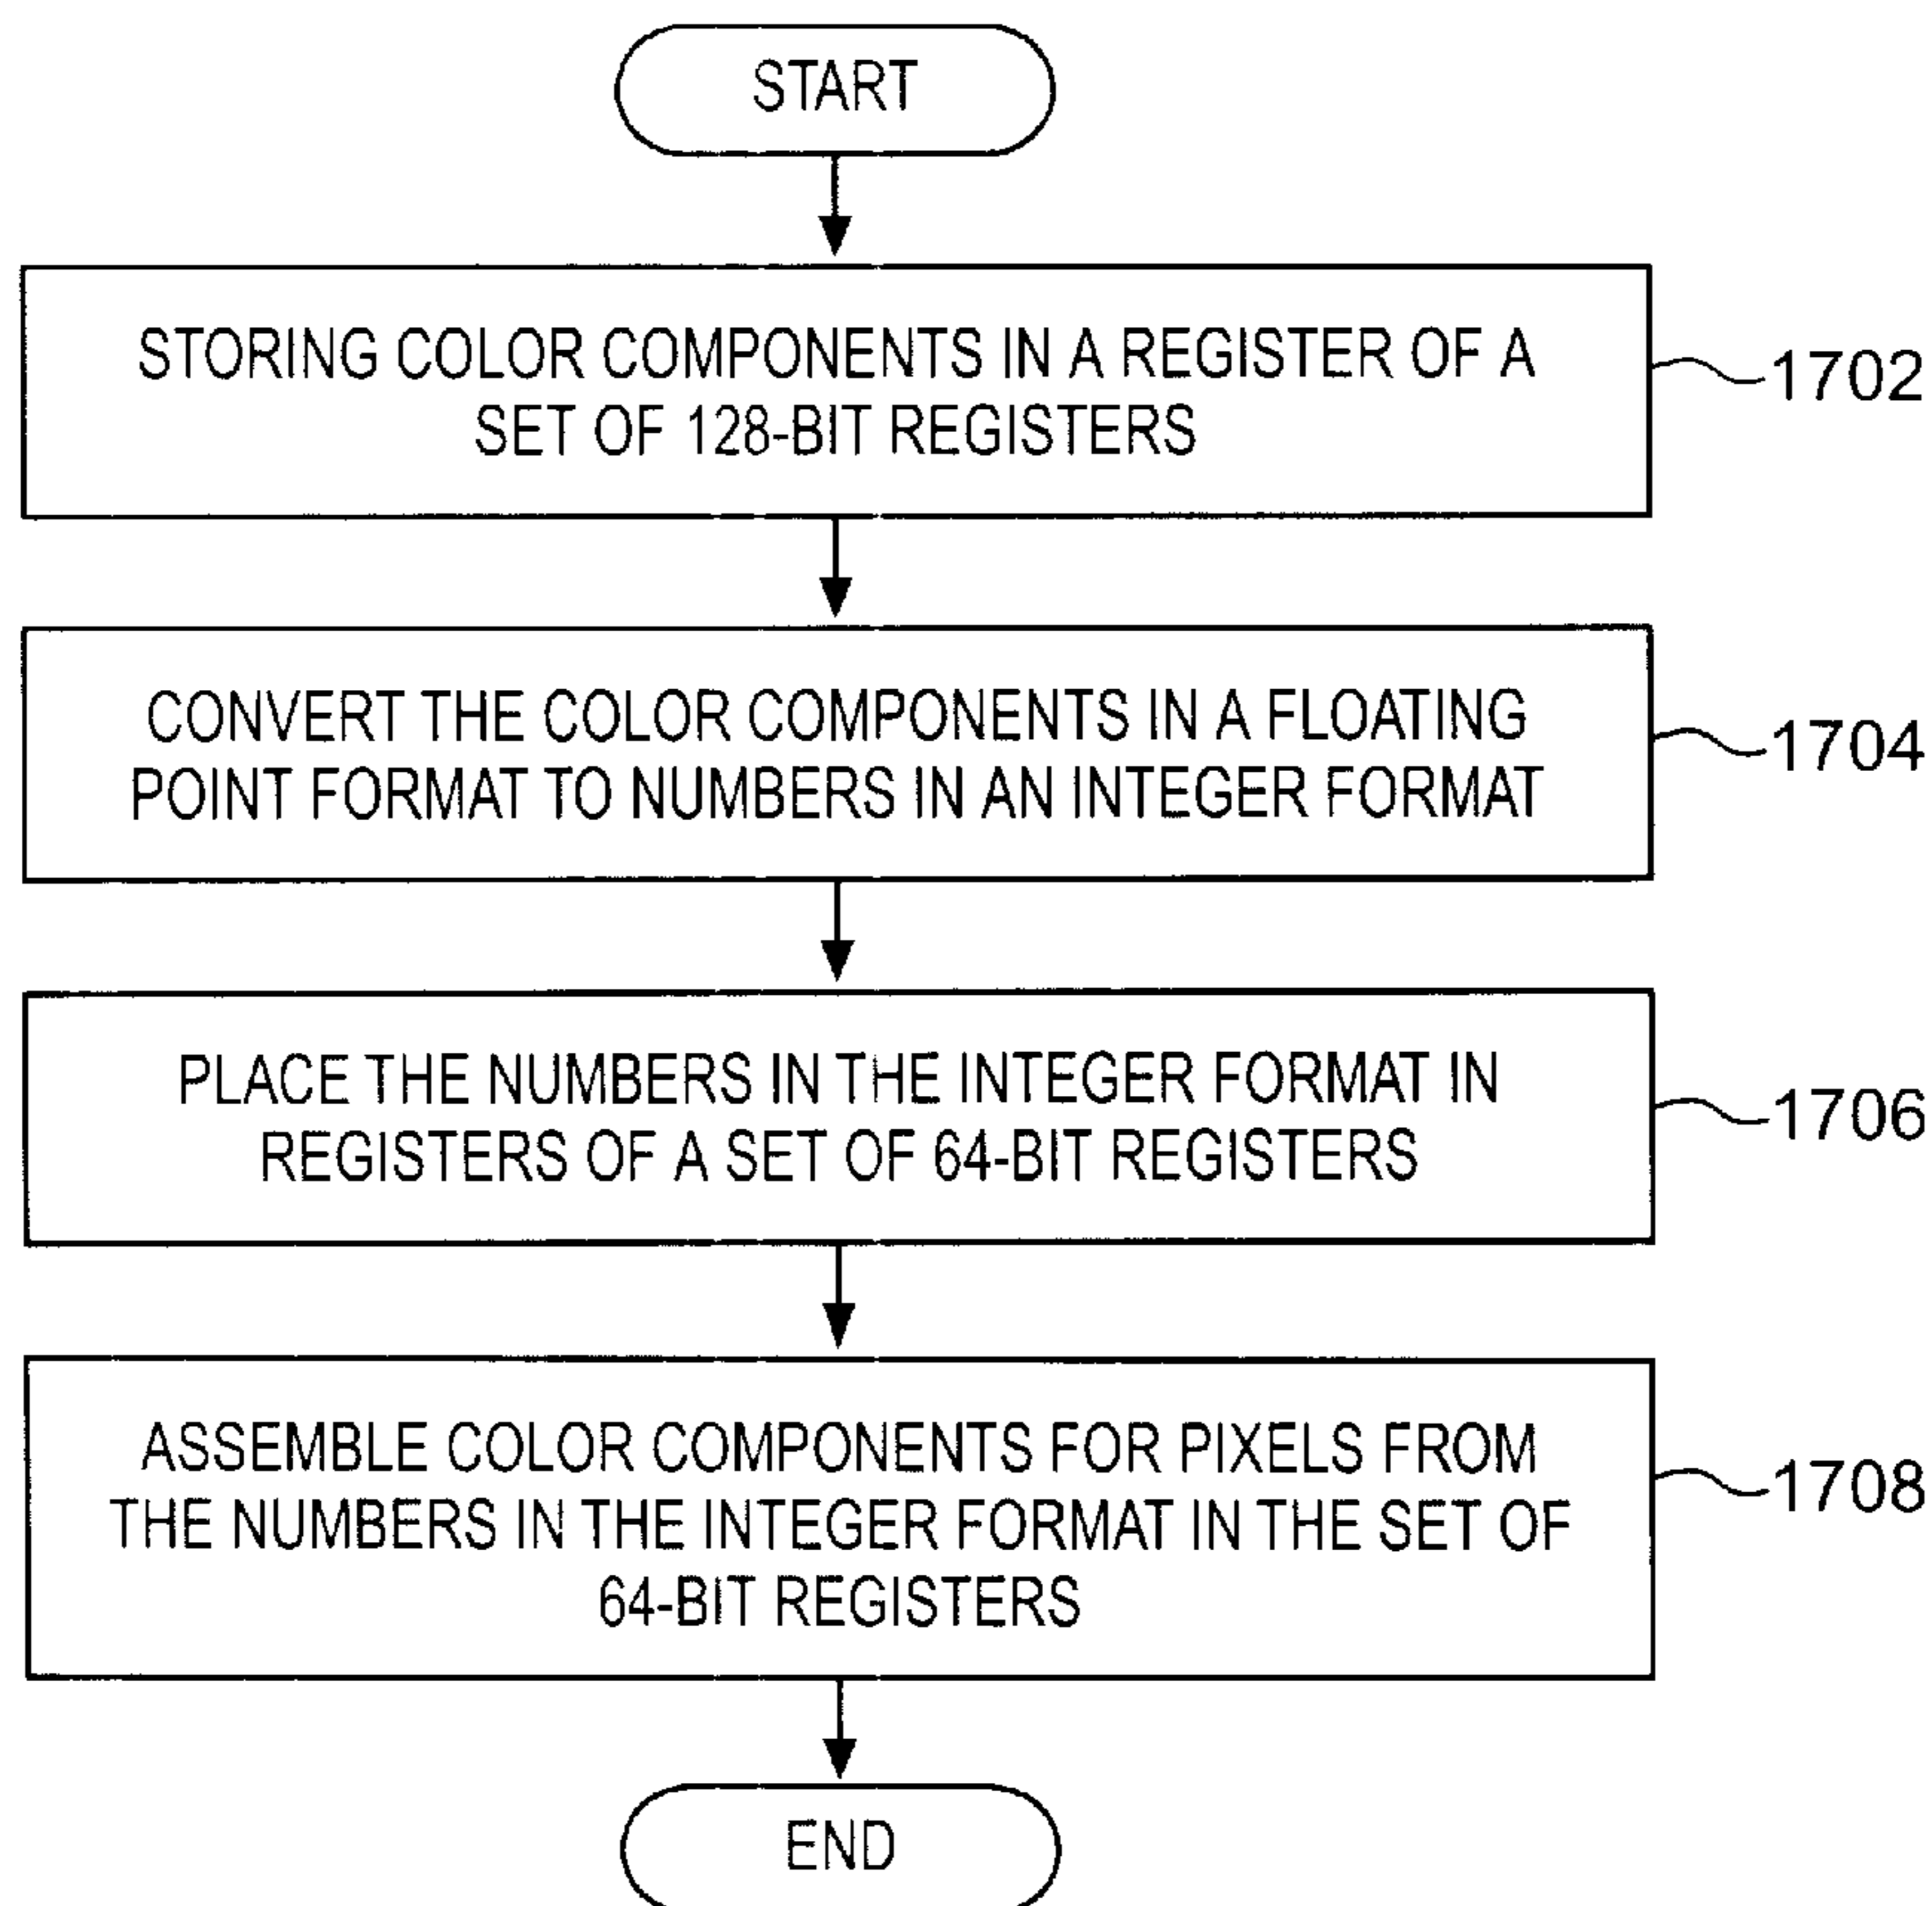 START
STORING COLOR COMPONENTS IN A REGISTER OF A
SET OF 128-BIT REGISTERS
1702
CONVERT THE COLOR COMPONENTS IN A FLOATING
POINT FORMAT TO NUMBERS IN AN INTEGER FORMAT
1704
PLACE THE NUMBERS IN THE INTEGER FORMAT IN
REGISTERS OF A SET OF 64-BIT REGISTERS
1706
ASSEMBLE COLOR COMPONENTS FOR PIXELS FROM
THE NUMBERS IN THE INTEGER FORMAT IN THE SET OF
64-BIT REGISTERS
1708
END